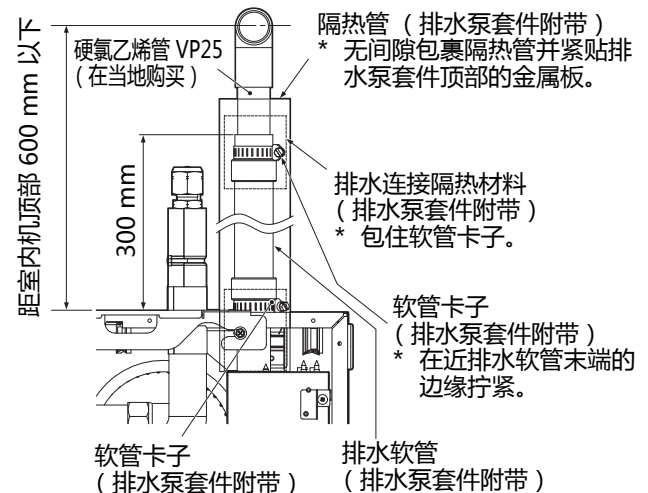 距室内机顶部 600 mm 以下
硬氯乙烯管 VP25
（在当地购买）
300 mm
隔热管（排水泵套件附带）
* 无间隙包裹隔热管并紧贴排
水泵套件顶部的金属板。
排水连接隔热材料
（排水泵套件附带）
* 包住软管卡子。
软管卡子
（排水泵套件附带）
* 在近排水软管末端的
边缘拧紧。
软管卡子
（排水泵套件附带）
排水软管
（排水泵套件附带）